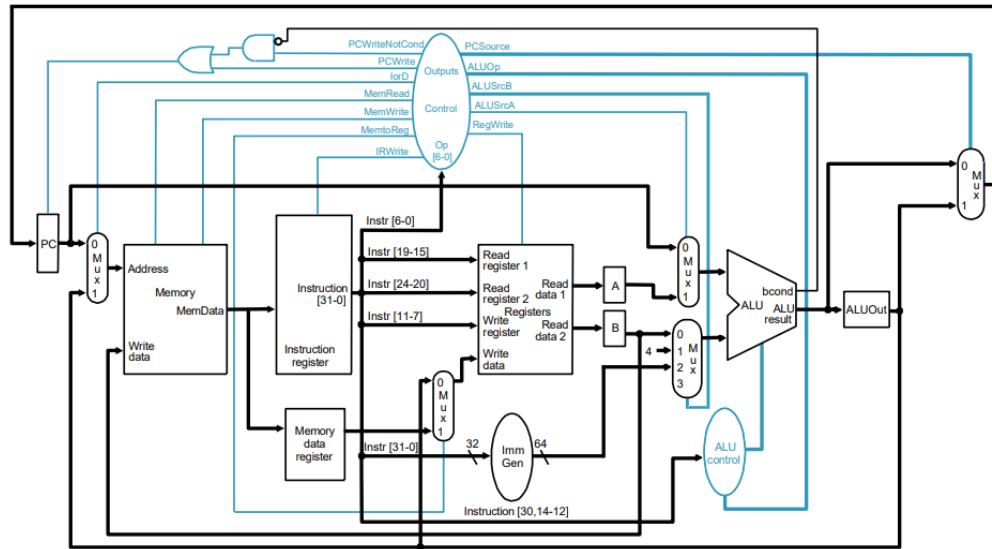 PCWriteNotCond
PCWrite
IorD
MemRead
MemWrite
MemtoReg
IRWrite
Outputs
Control
Op
[6-0]
PCSource
ALUOp
ALUSrcB
ALUSrcA
RegWrite
PC
0
M
u
x
1
Address
Memory
MemData
Write
data
Instruction
[31-0]
Instruction
register
Memory
data
register
Instr [6-0]
Instr [19-15]
Instr [24-20]
Instr [11-7]
Instr [31-0]
Instruction [30,14-12]
0
M
u
x
1
Read
register 1
Read
register 2
Registers
Write
register
Write
data
Read
data 1
Read
data 2
32
Imm
Gen
64
A
B
4
0
M
u
x
1
0
1
2
3
M
u
x
bcond
ALU
ALU
result
ALU
control
ALUOut
0
M
u
x
1